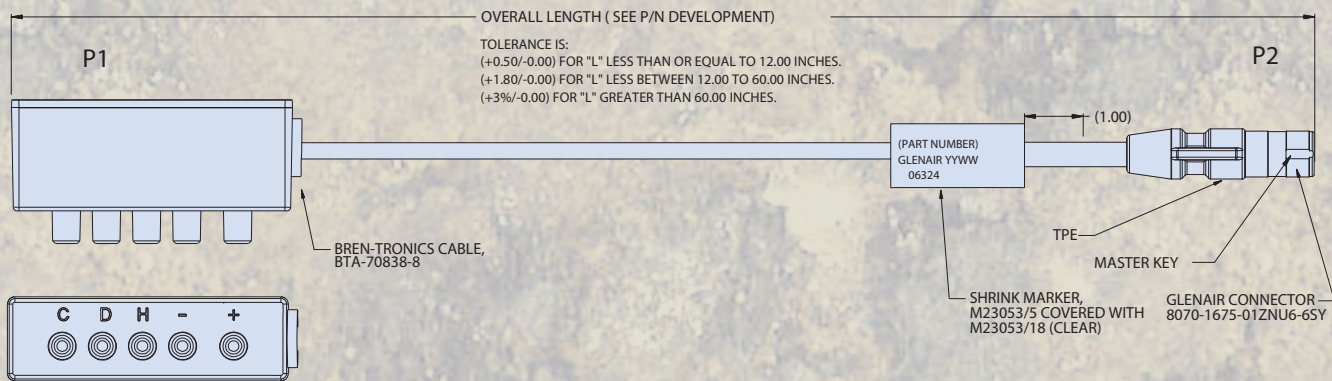 OVERALL LENGTH ( SEE P/N DEVELOPMENT)
P1
P2
TOLERANCE IS:
(+0.50/-0.00) FOR "L" LESS THAN OR EQUAL TO 12.00 INCHES.
(+1.80/-0.00) FOR "L" LESS BETWEEN 12.00 TO 60.00 INCHES.
(+3%/-0.00) FOR "L" GREATER THAN 60.00 INCHES.
(1.00)
(PART NUMBER)
GLENAIR YYWW
06324
BREN-TRONICS CABLE,
BTA-70838-8
TPE
MASTER KEY
SHRINK MARKER,
M23053/5 COVERED WITH
M23053/18 (CLEAR)
GLENAIR CONNECTOR
8070-1675-01ZNU6-6SY
C D H - +